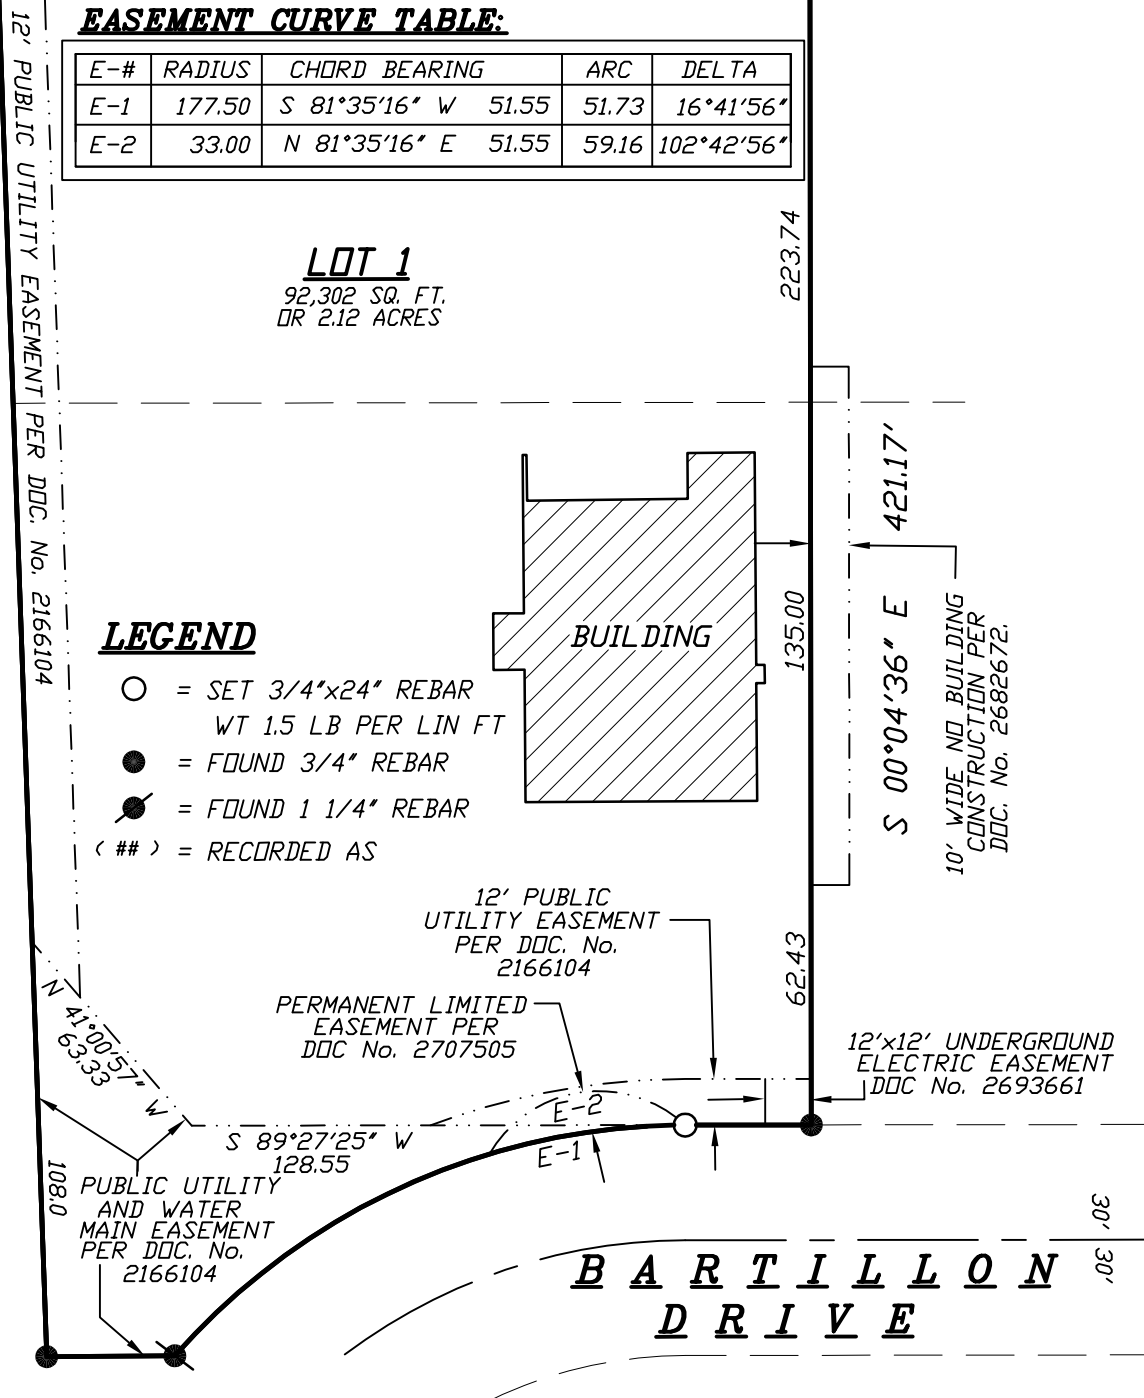 EASEMENT CURVE TABLE:
E-# RADIUS CHORD BEARING ARC DELTA
E-1 177.50 S 81°35'16" W 51.55 51.73 16°41'56"
E-2 33.00 N 81°35'16" E 51.55 59.16 102°42'56"
12' PUBLIC UTILITY EASEMENT PER DOC. No. 2166104
LOT 1
92,302 SQ. FT.
OR 2.12 ACRES
223.74
S 00°04'36" E 421.17'
135.00
10' WIDE NO BUILDING
CONSTRUCTION PER
DOC. No. 2682672.
BUILDING
LEGEND
= SET 3/4"x24" REBAR
WT 1.5 LB PER LIN FT
= FOUND 3/4" REBAR
= FOUND 1 1/4" REBAR
( ## ) = RECORDED AS
12' PUBLIC
UTILITY EASEMENT
PER DOC. No.
2166104
62.43
PERMANENT LIMITED
EASEMENT PER
DOC No. 2707505
12'x12' UNDERGROUND
ELECTRIC EASEMENT
DOC No. 2693661
N 41°00'57" W
63.33
E-2
S 89°27'25" W
128.55
E-1
108.0
PUBLIC UTILITY
AND WATER
MAIN EASEMENT
PER DOC. No.
2166104
30'
30'
BARTILLON
DRIVE